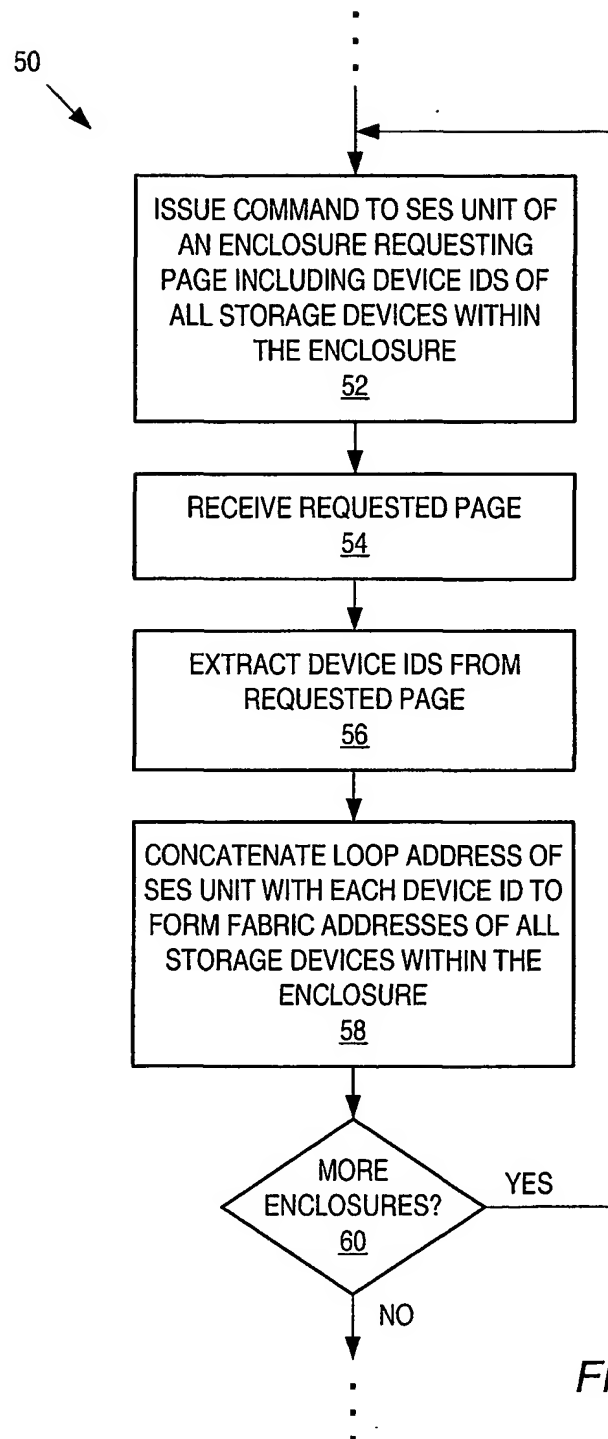 50
ISSUE COMMAND TO SES UNIT OF
AN ENCLOSURE REQUESTING
PAGE INCLUDING DEVICE IDS OF
ALL STORAGE DEVICES WITHIN
THE ENCLOSURE
52
RECEIVE REQUESTED PAGE
54
EXTRACT DEVICE IDS FROM
REQUESTED PAGE
56
CONCATENATE LOOP ADDRESS OF
SES UNIT WITH EACH DEVICE ID TO
FORM FABRIC ADDRESSES OF ALL
STORAGE DEVICES WITHIN THE
ENCLOSURE
58
MORE
ENCLOSURES?
60
YES
NO